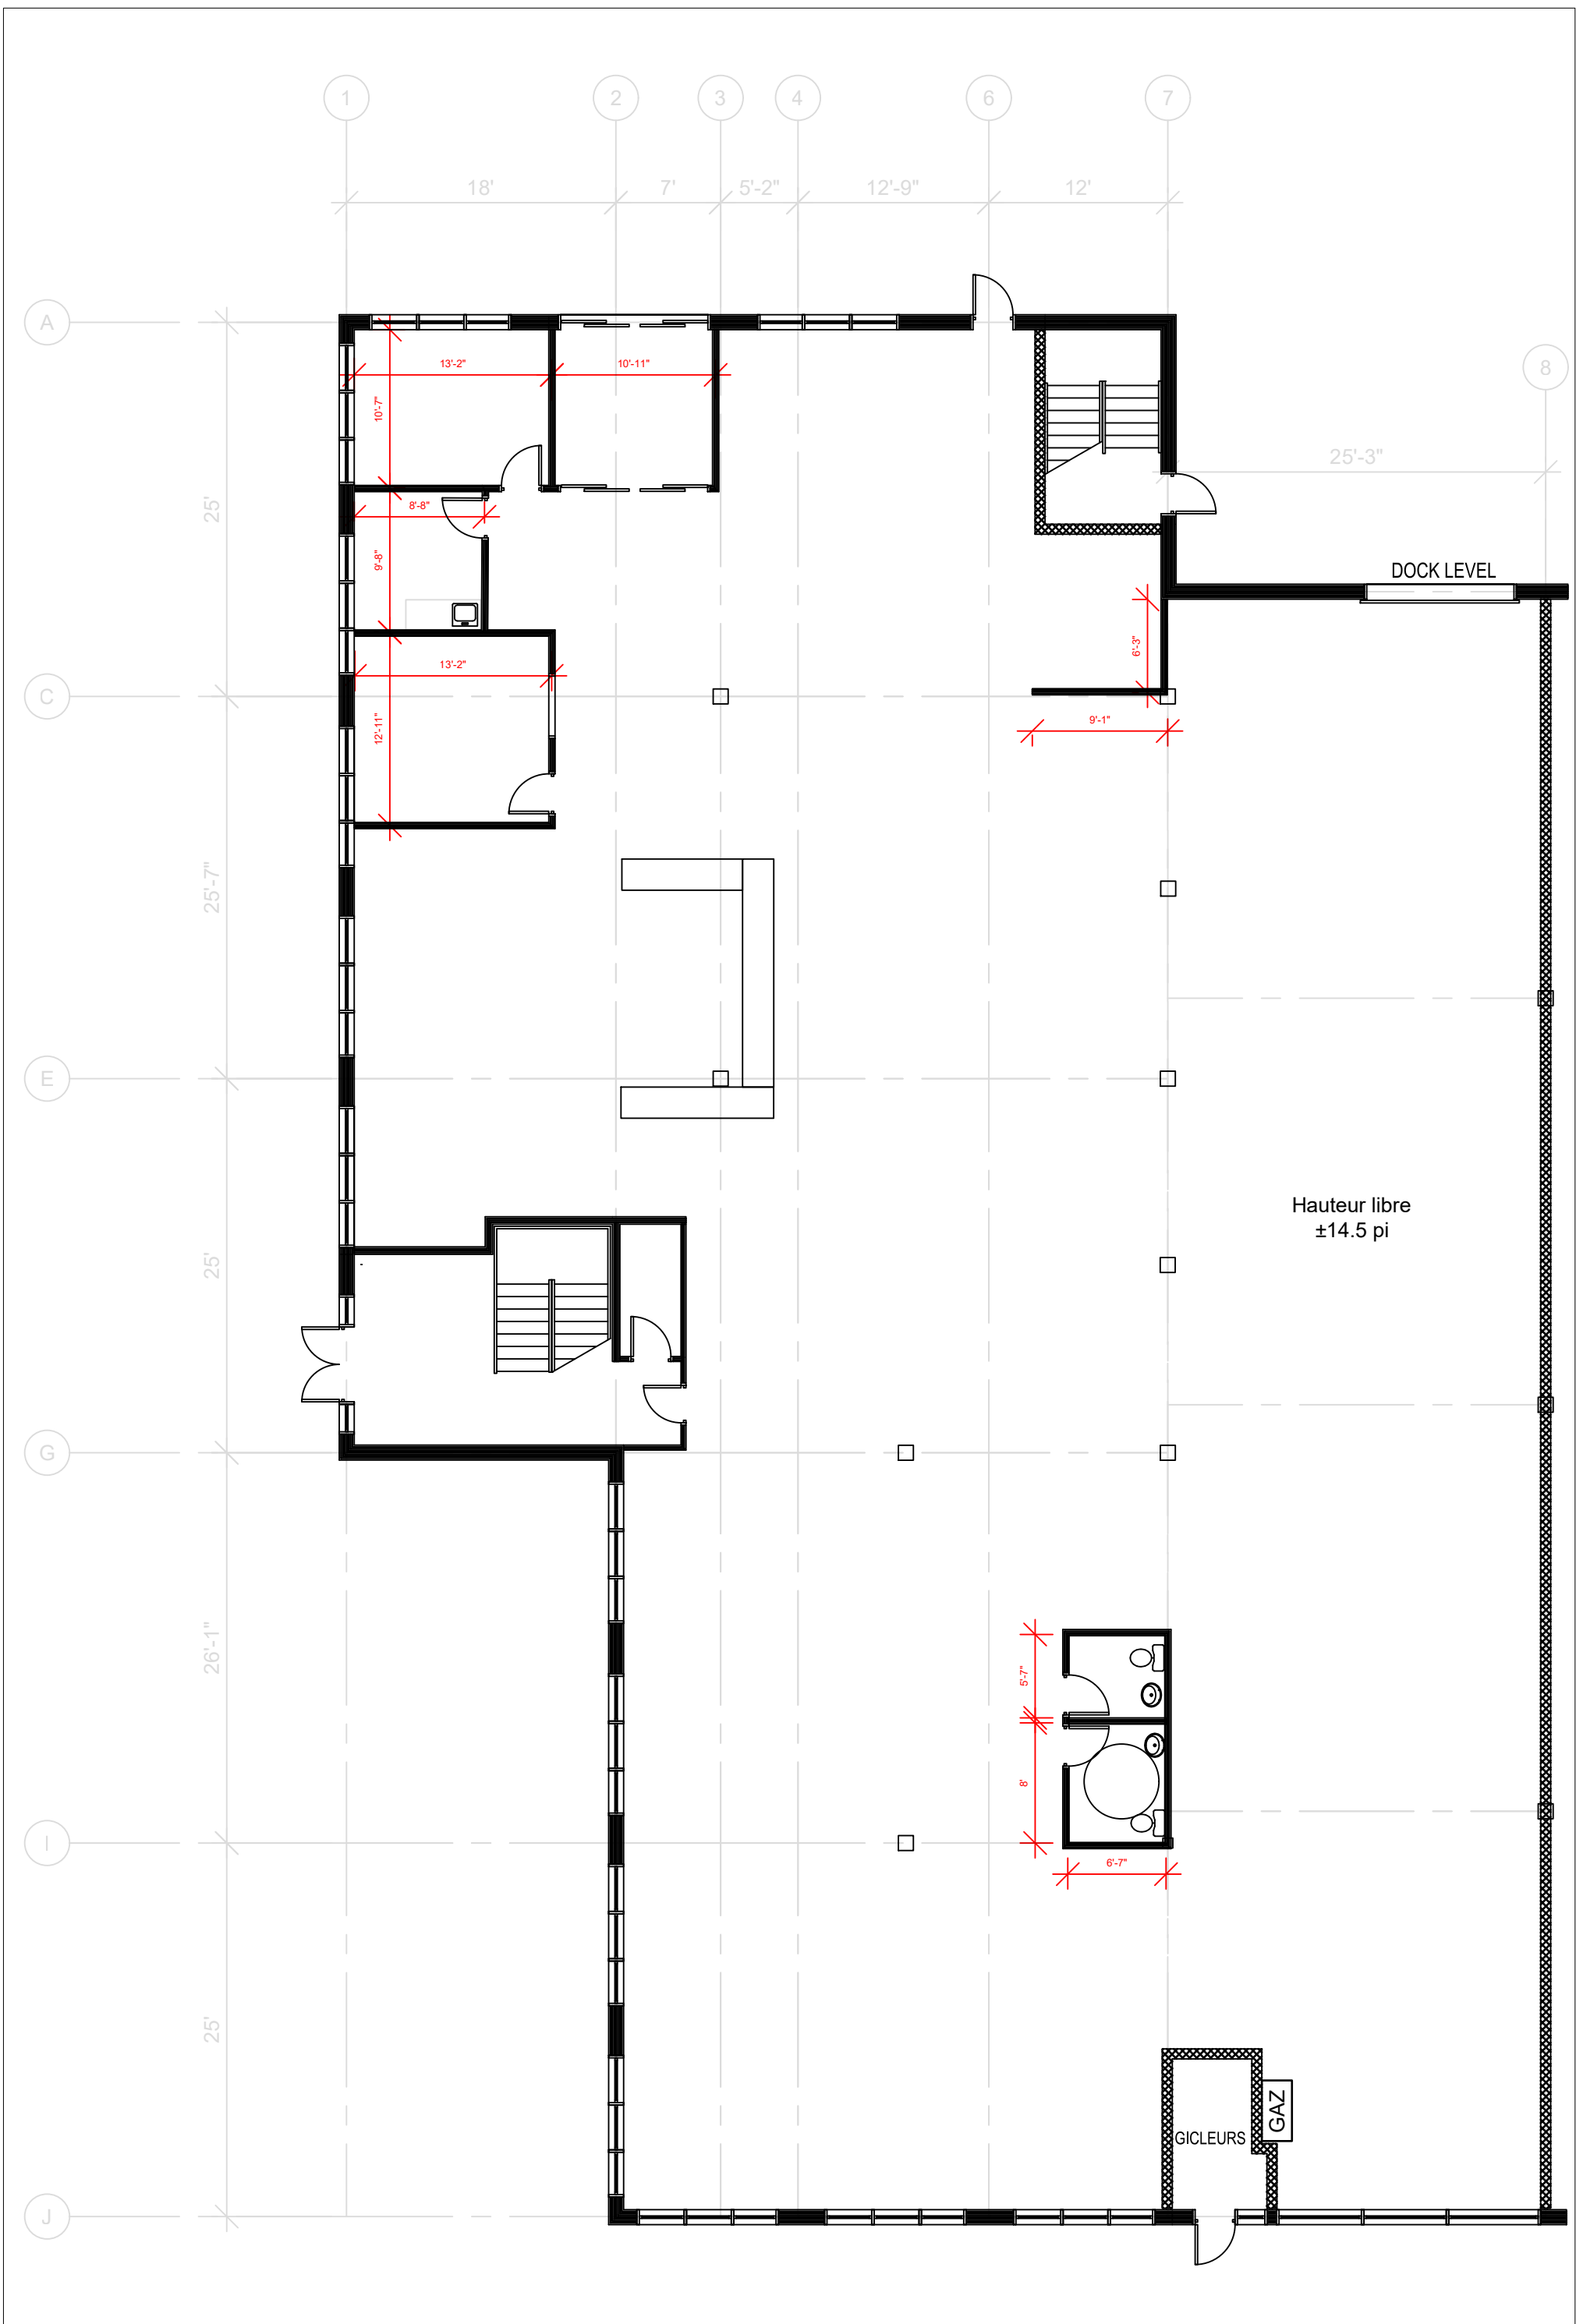 1
2
3
4
6
7
18'
7'
5'-2"
12'-9"
12'
A
8
13'-2"
10'-11"
10'-7"
25'-3"
25'
8'-8"
9'-8"
DOCK LEVEL
6'-3"
13'-2"
C
9'-1"
12'-11"
25'-7"
E
Hauteur libre
±14.5 pi
25'
G
26'-1"
5'-7"
8'
I
6'-7"
25'
GAZ
GICLEURS
J